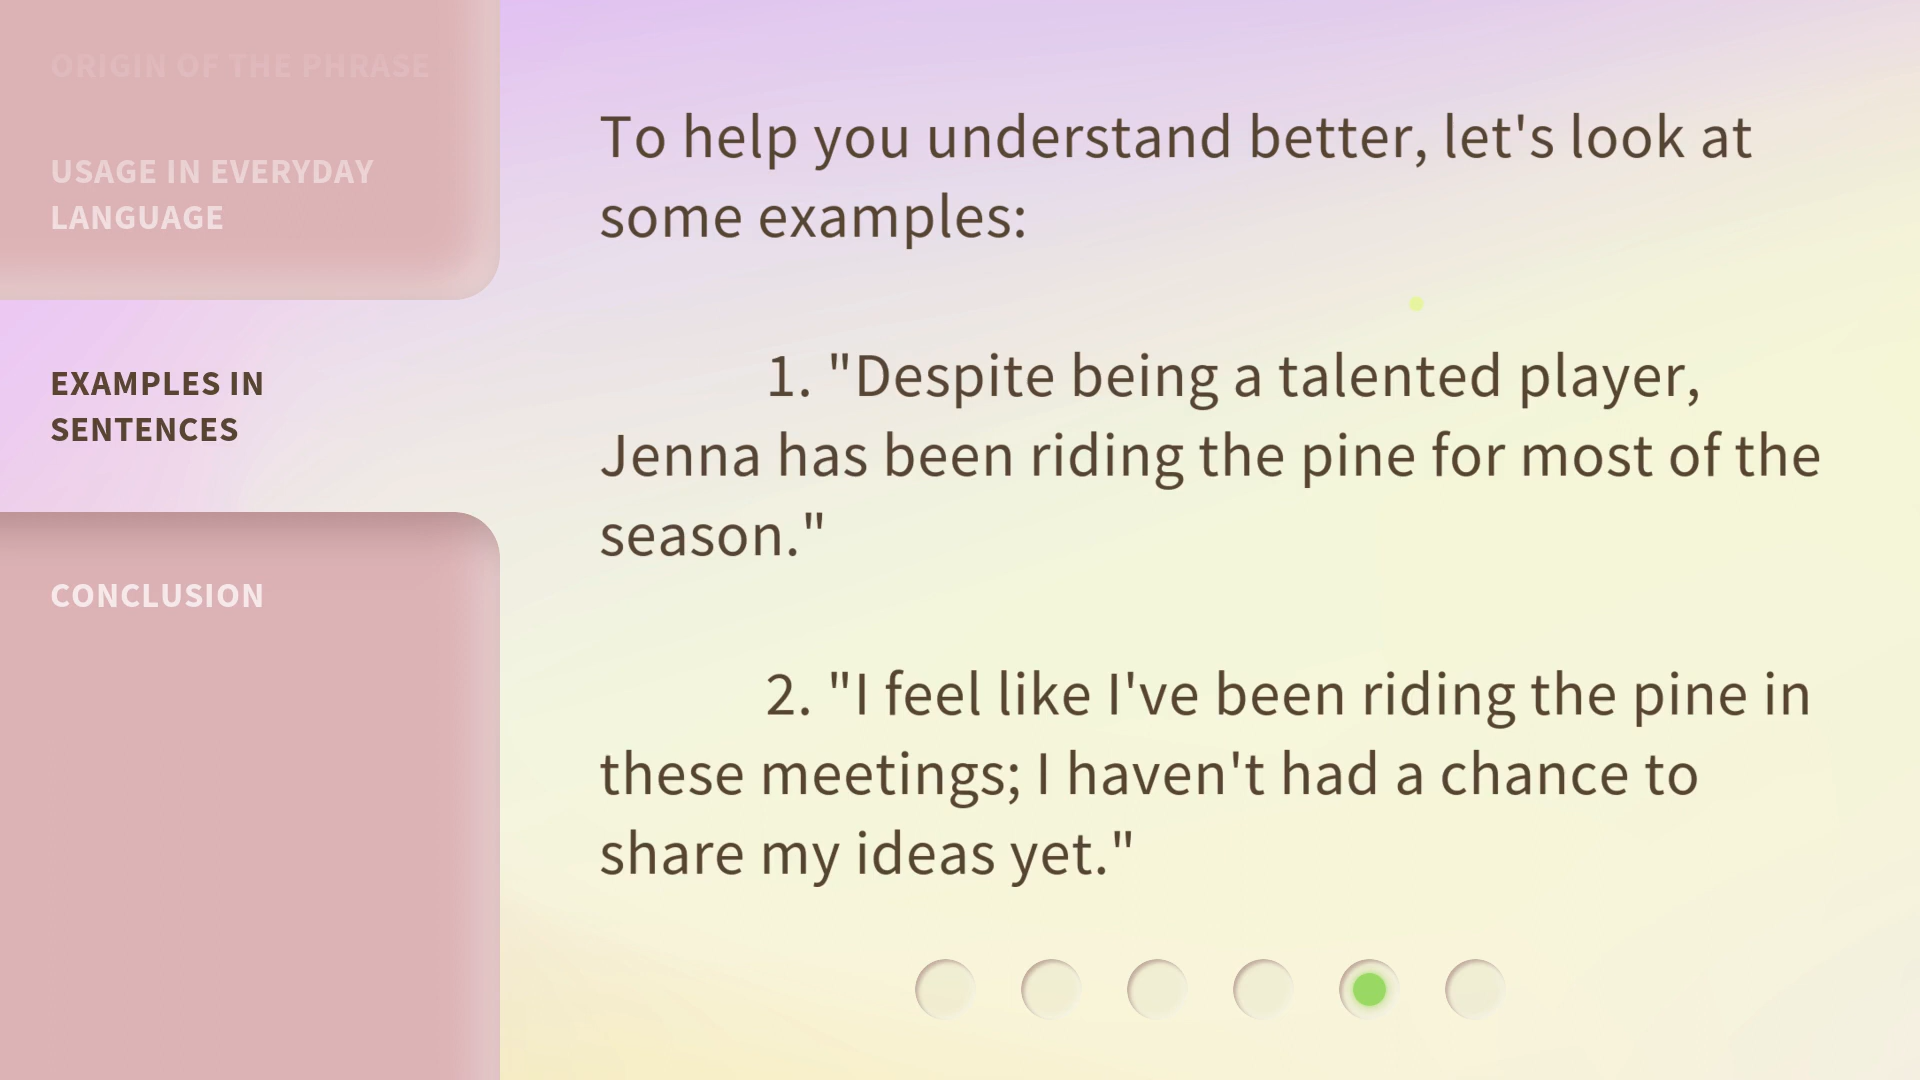 ORIGIN OF THE PHRASE
USAGE IN EVERYDAY
LANGUAGE
EXAMPLES IN
SENTENCES
CONCLUSION
To help you understand better, let's look at
some examples:
1. "Despite being a talented player,
Jenna has been riding the pine for most of the
season."
2. "I feel like I've been riding the pine in
these meetings; I haven't had a chance to
share my ideas yet."